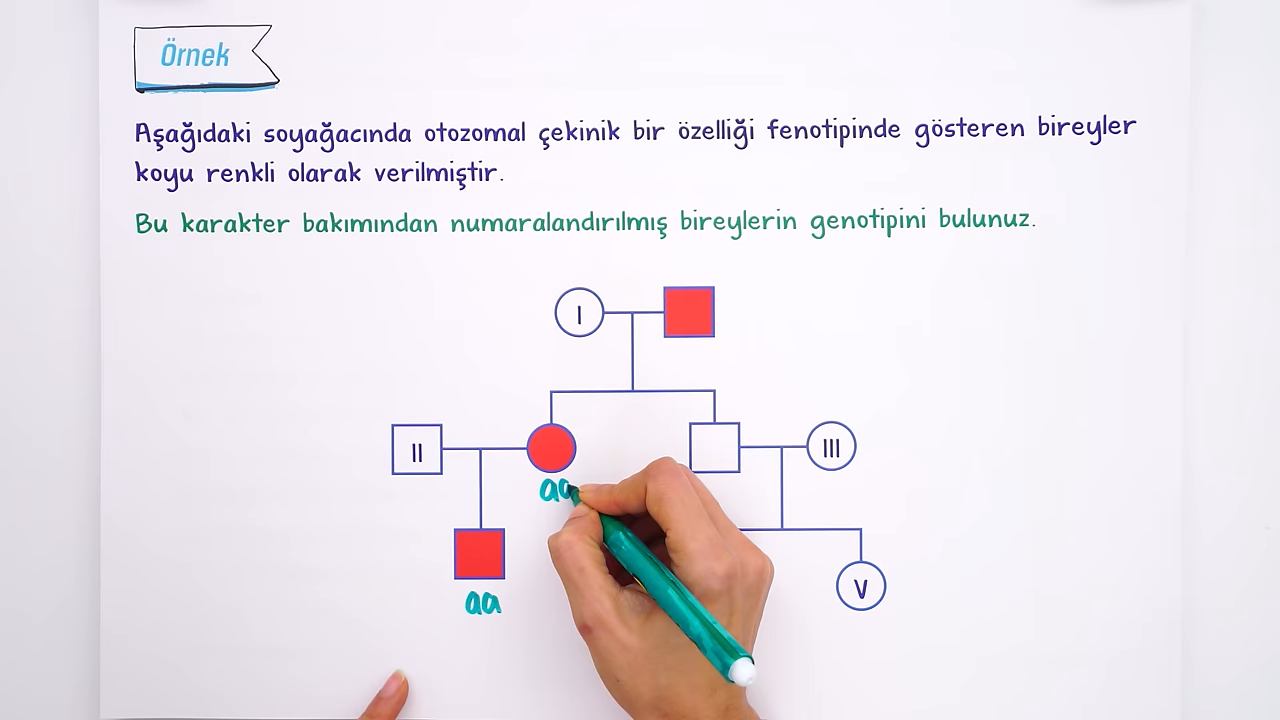 Örnek
Aşağıdaki soyağacında otozomal çekinik bir özelliği fenotipinde gösteren bireyler
koyu renkli olarak verilmiştir.
Bu karakter bakımından numaralandırılmış bireylerin genotipini bulunuz.
I
II
III
aa
V
aa